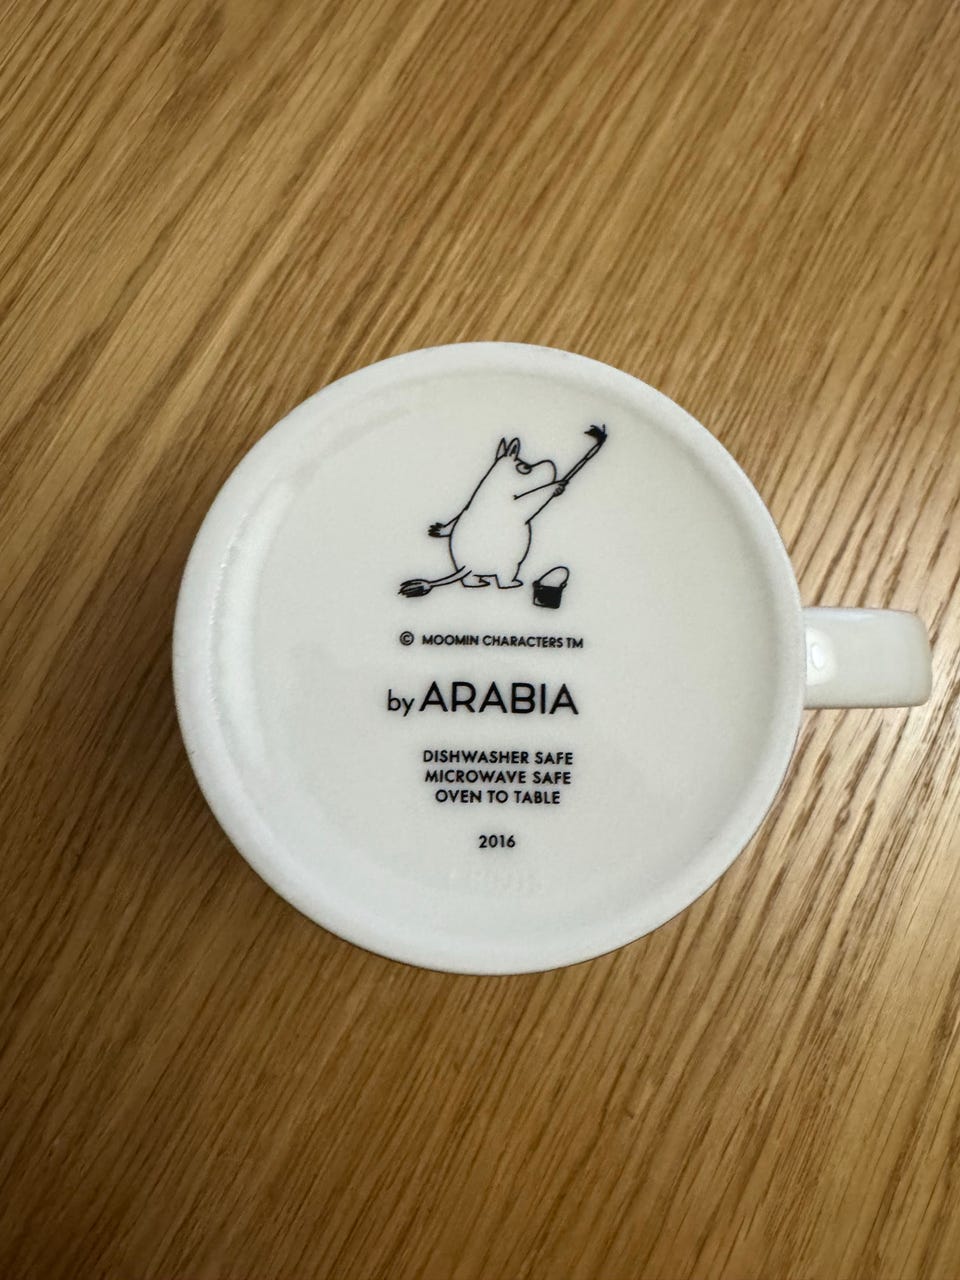 © MOOMIN CHARACTERS TM
by ARABIA
DISHWASHER SAFE
MICROWAVE SAFE
OVEN TO TABLE
2016